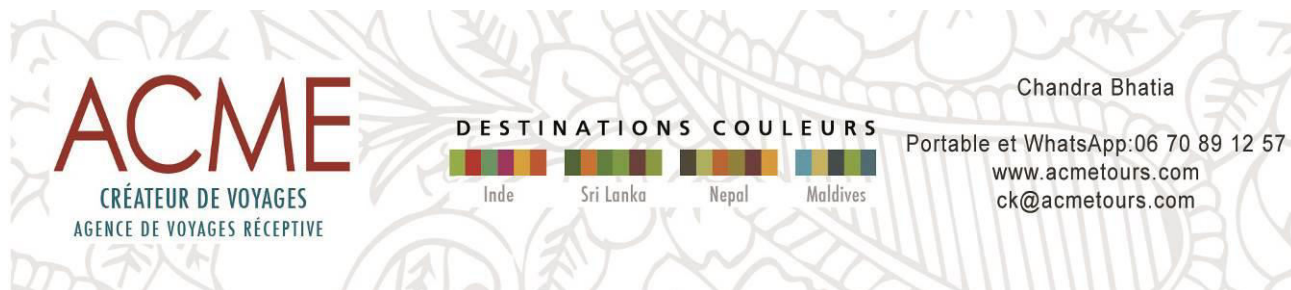 ACME
CRÉATEUR DE VOYAGES
AGENCE DE VOYAGES RÉCEPTIVE
DESTINATIONS COULEURS
Inde
Sri Lanka
Nepal
Maldives
Chandra Bhatia
Portable et WhatsApp:06 70 89 12 57
www.acmetours.com
ck@acmetours.com